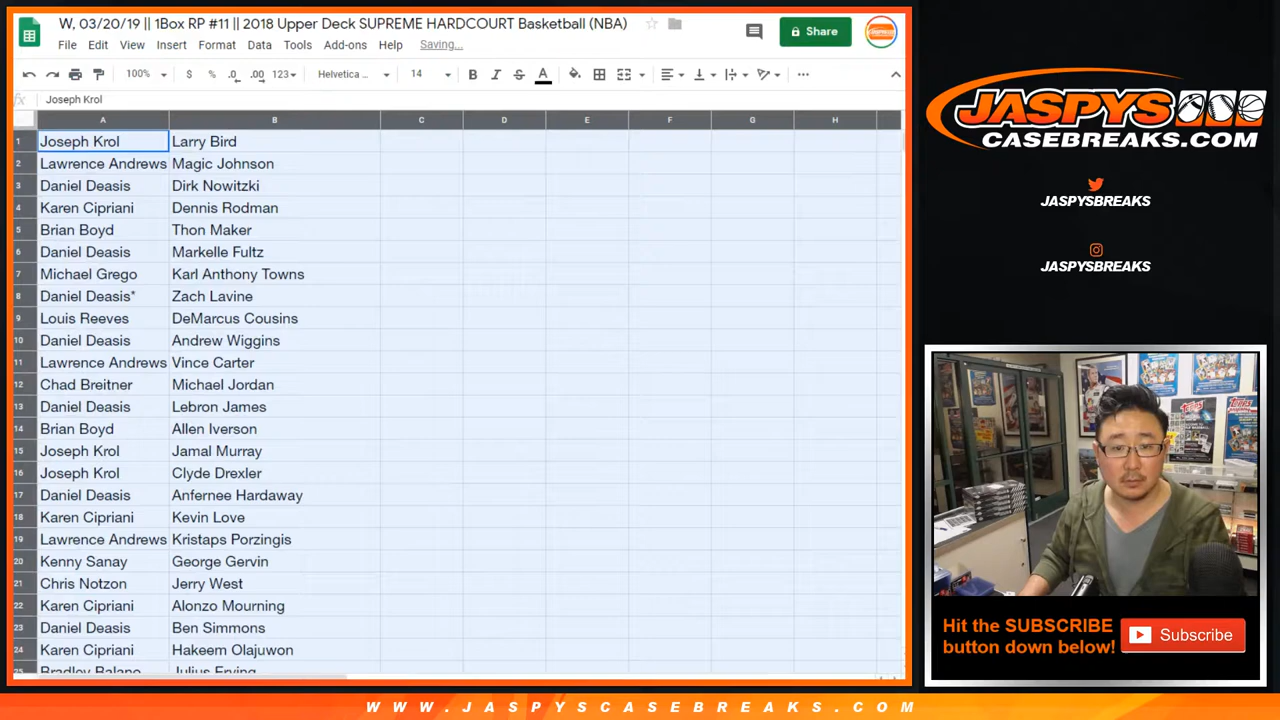 W, 03/20/19 || 1Box RP #11 || 2018 Upper Deck SUPREME HARDCOURT Basketball (NBA)
File Edit View Insert Format Data Tools Add-ons Help Saving...
Share
100% $ % .0 .00 123 Helvetica ... 14 B I S A
fx Joseph Krol
A B C D E F G H
1 Joseph Krol Larry Bird
2 Lawrence Andrews Magic Johnson
3 Daniel Deasis Dirk Nowitzki
4 Karen Cipriani Dennis Rodman
5 Brian Boyd Thon Maker
6 Daniel Deasis Markelle Fultz
7 Michael Grego Karl Anthony Towns
8 Daniel Deasis* Zach Lavine
9 Louis Reeves DeMarcus Cousins
10 Daniel Deasis Andrew Wiggins
11 Lawrence Andrews Vince Carter
12 Chad Breitner Michael Jordan
13 Daniel Deasis Lebron James
14 Brian Boyd Allen Iverson
15 Joseph Krol Jamal Murray
16 Joseph Krol Clyde Drexler
17 Daniel Deasis Anfernee Hardaway
18 Karen Cipriani Kevin Love
19 Lawrence Andrews Kristaps Porzingis
20 Kenny Sanay George Gervin
21 Chris Notzon Jerry West
22 Karen Cipriani Alonzo Mourning
23 Daniel Deasis Ben Simmons
24 Karen Cipriani Hakeem Olajuwon
25 Bradley Balano Julius Erving
JASPYS
CASEBREAKS.COM
JASPYSBREAKS
JASPYSBREAKS
Hit the SUBSCRIBE
button down below!
Subscribe
WWW.JASPYSCASEBREAKS.COM